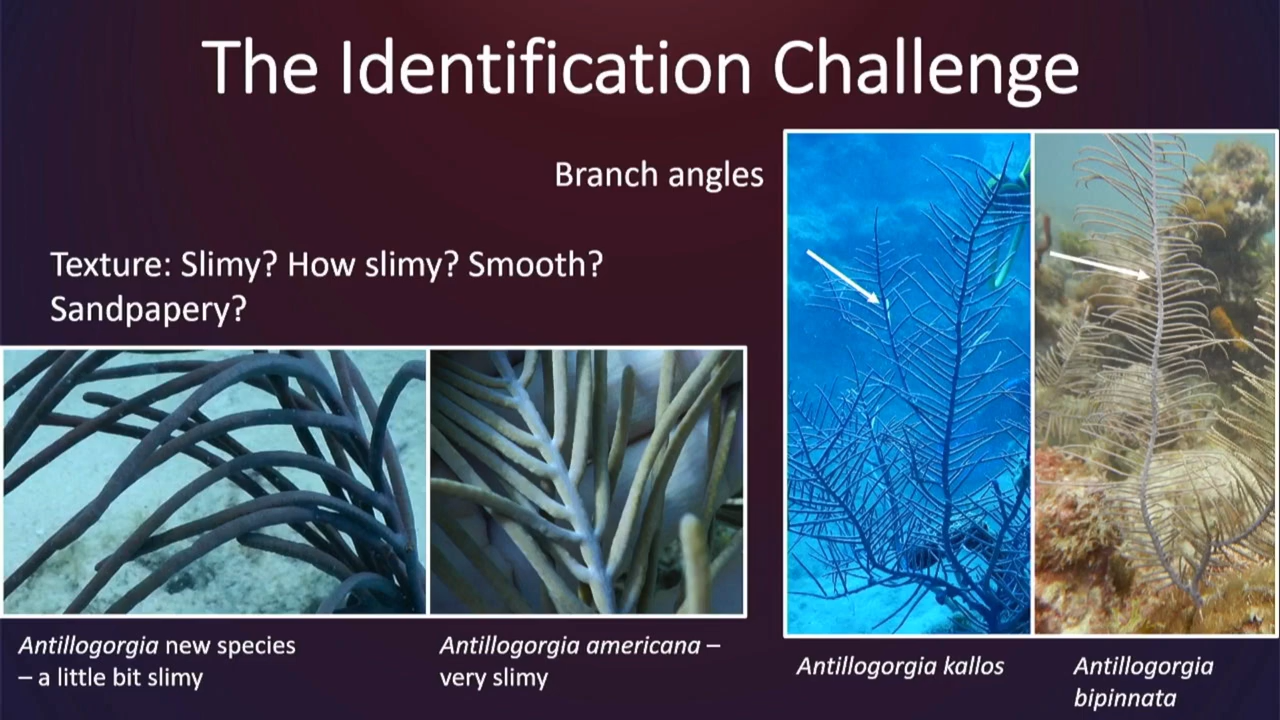 The Identification Challenge
Branch angles
Texture: Slimy? How slimy? Smooth?
Sandpapery?
Antillogorgia new species
– a little bit slimy
Antillogorgia americana –
very slimy
Antillogorgia kallos
Antillogorgia
bipinnata